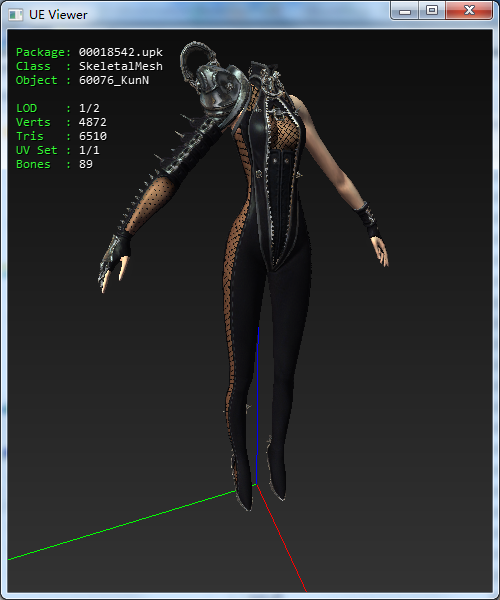 UE Viewer
Package: 00018542.upk
Class  : SkeletalMesh
Object : 60076_KunN
LOD    : 1/2
Verts  : 4872
Tris   : 6510
UV Set : 1/1
Bones  : 89